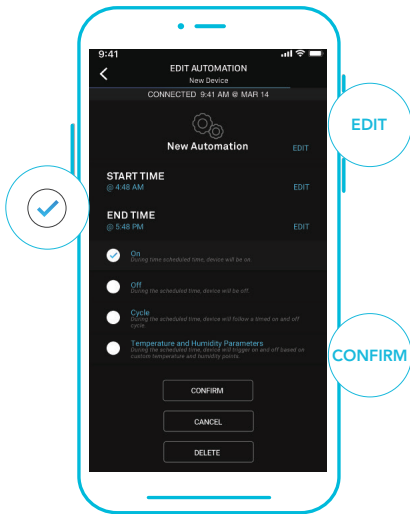 9:41
EDIT AUTOMATION
New Device
CONNECTED 9:41 AM @ MAR 14
New Automation
EDIT
START TIME
@ 4:48 AM
EDIT
END TIME
@ 5:48 PM
EDIT
On
During time scheduled time, device will be on.
Off
During the scheduled time, device will be off.
Cycle
During the scheduled time, device will follow a timed on and off
cycle.
Temperature and Humidity Parameters
During the scheduled time, device will trigger on and off based on
custom temperature and humidity points.
CONFIRM
CANCEL
DELETE
EDIT
CONFIRM